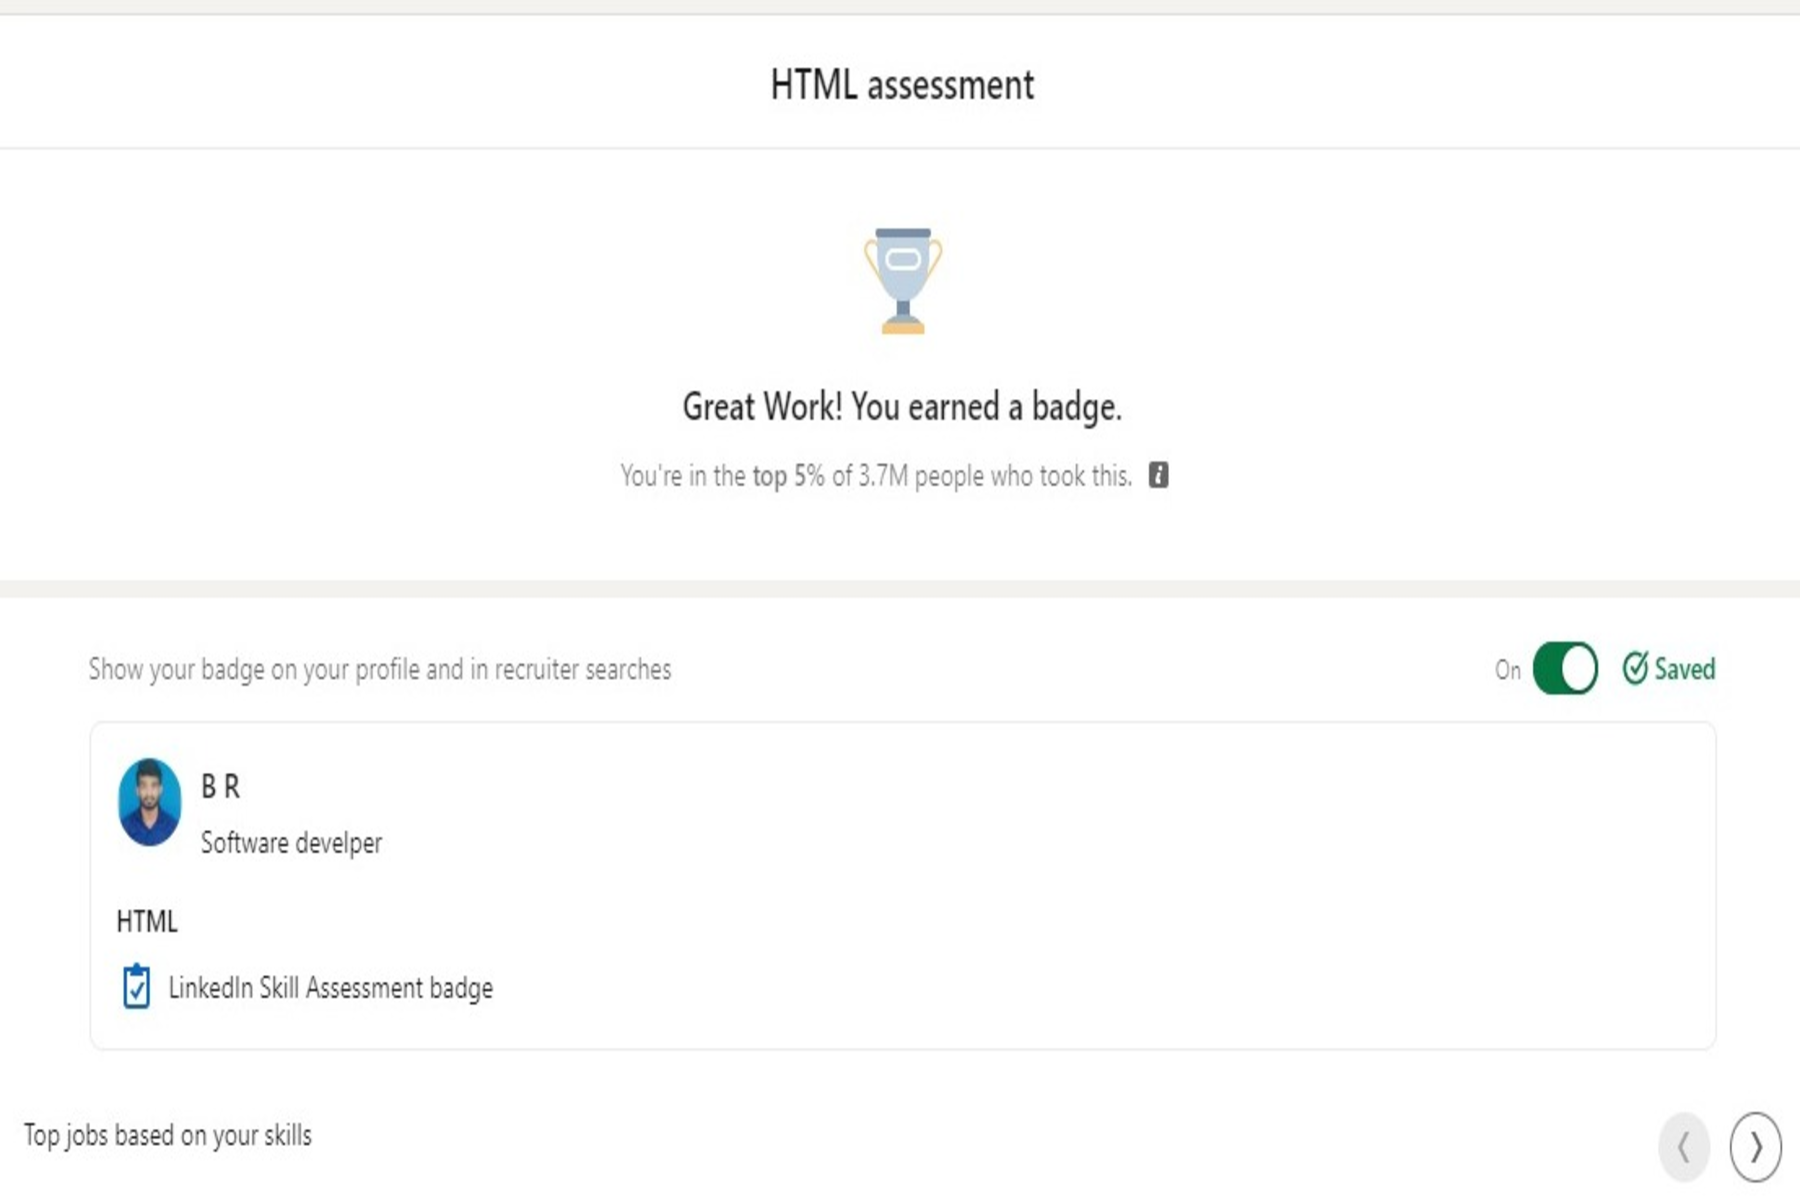 HTML assessment
Great Work! You earned a badge.
You're in the top 5% of 3.7M people who took this.
Show your badge on your profile and in recruiter searches
On Saved
B R
Software develper
HTML
LinkedIn Skill Assessment badge
Top jobs based on your skills